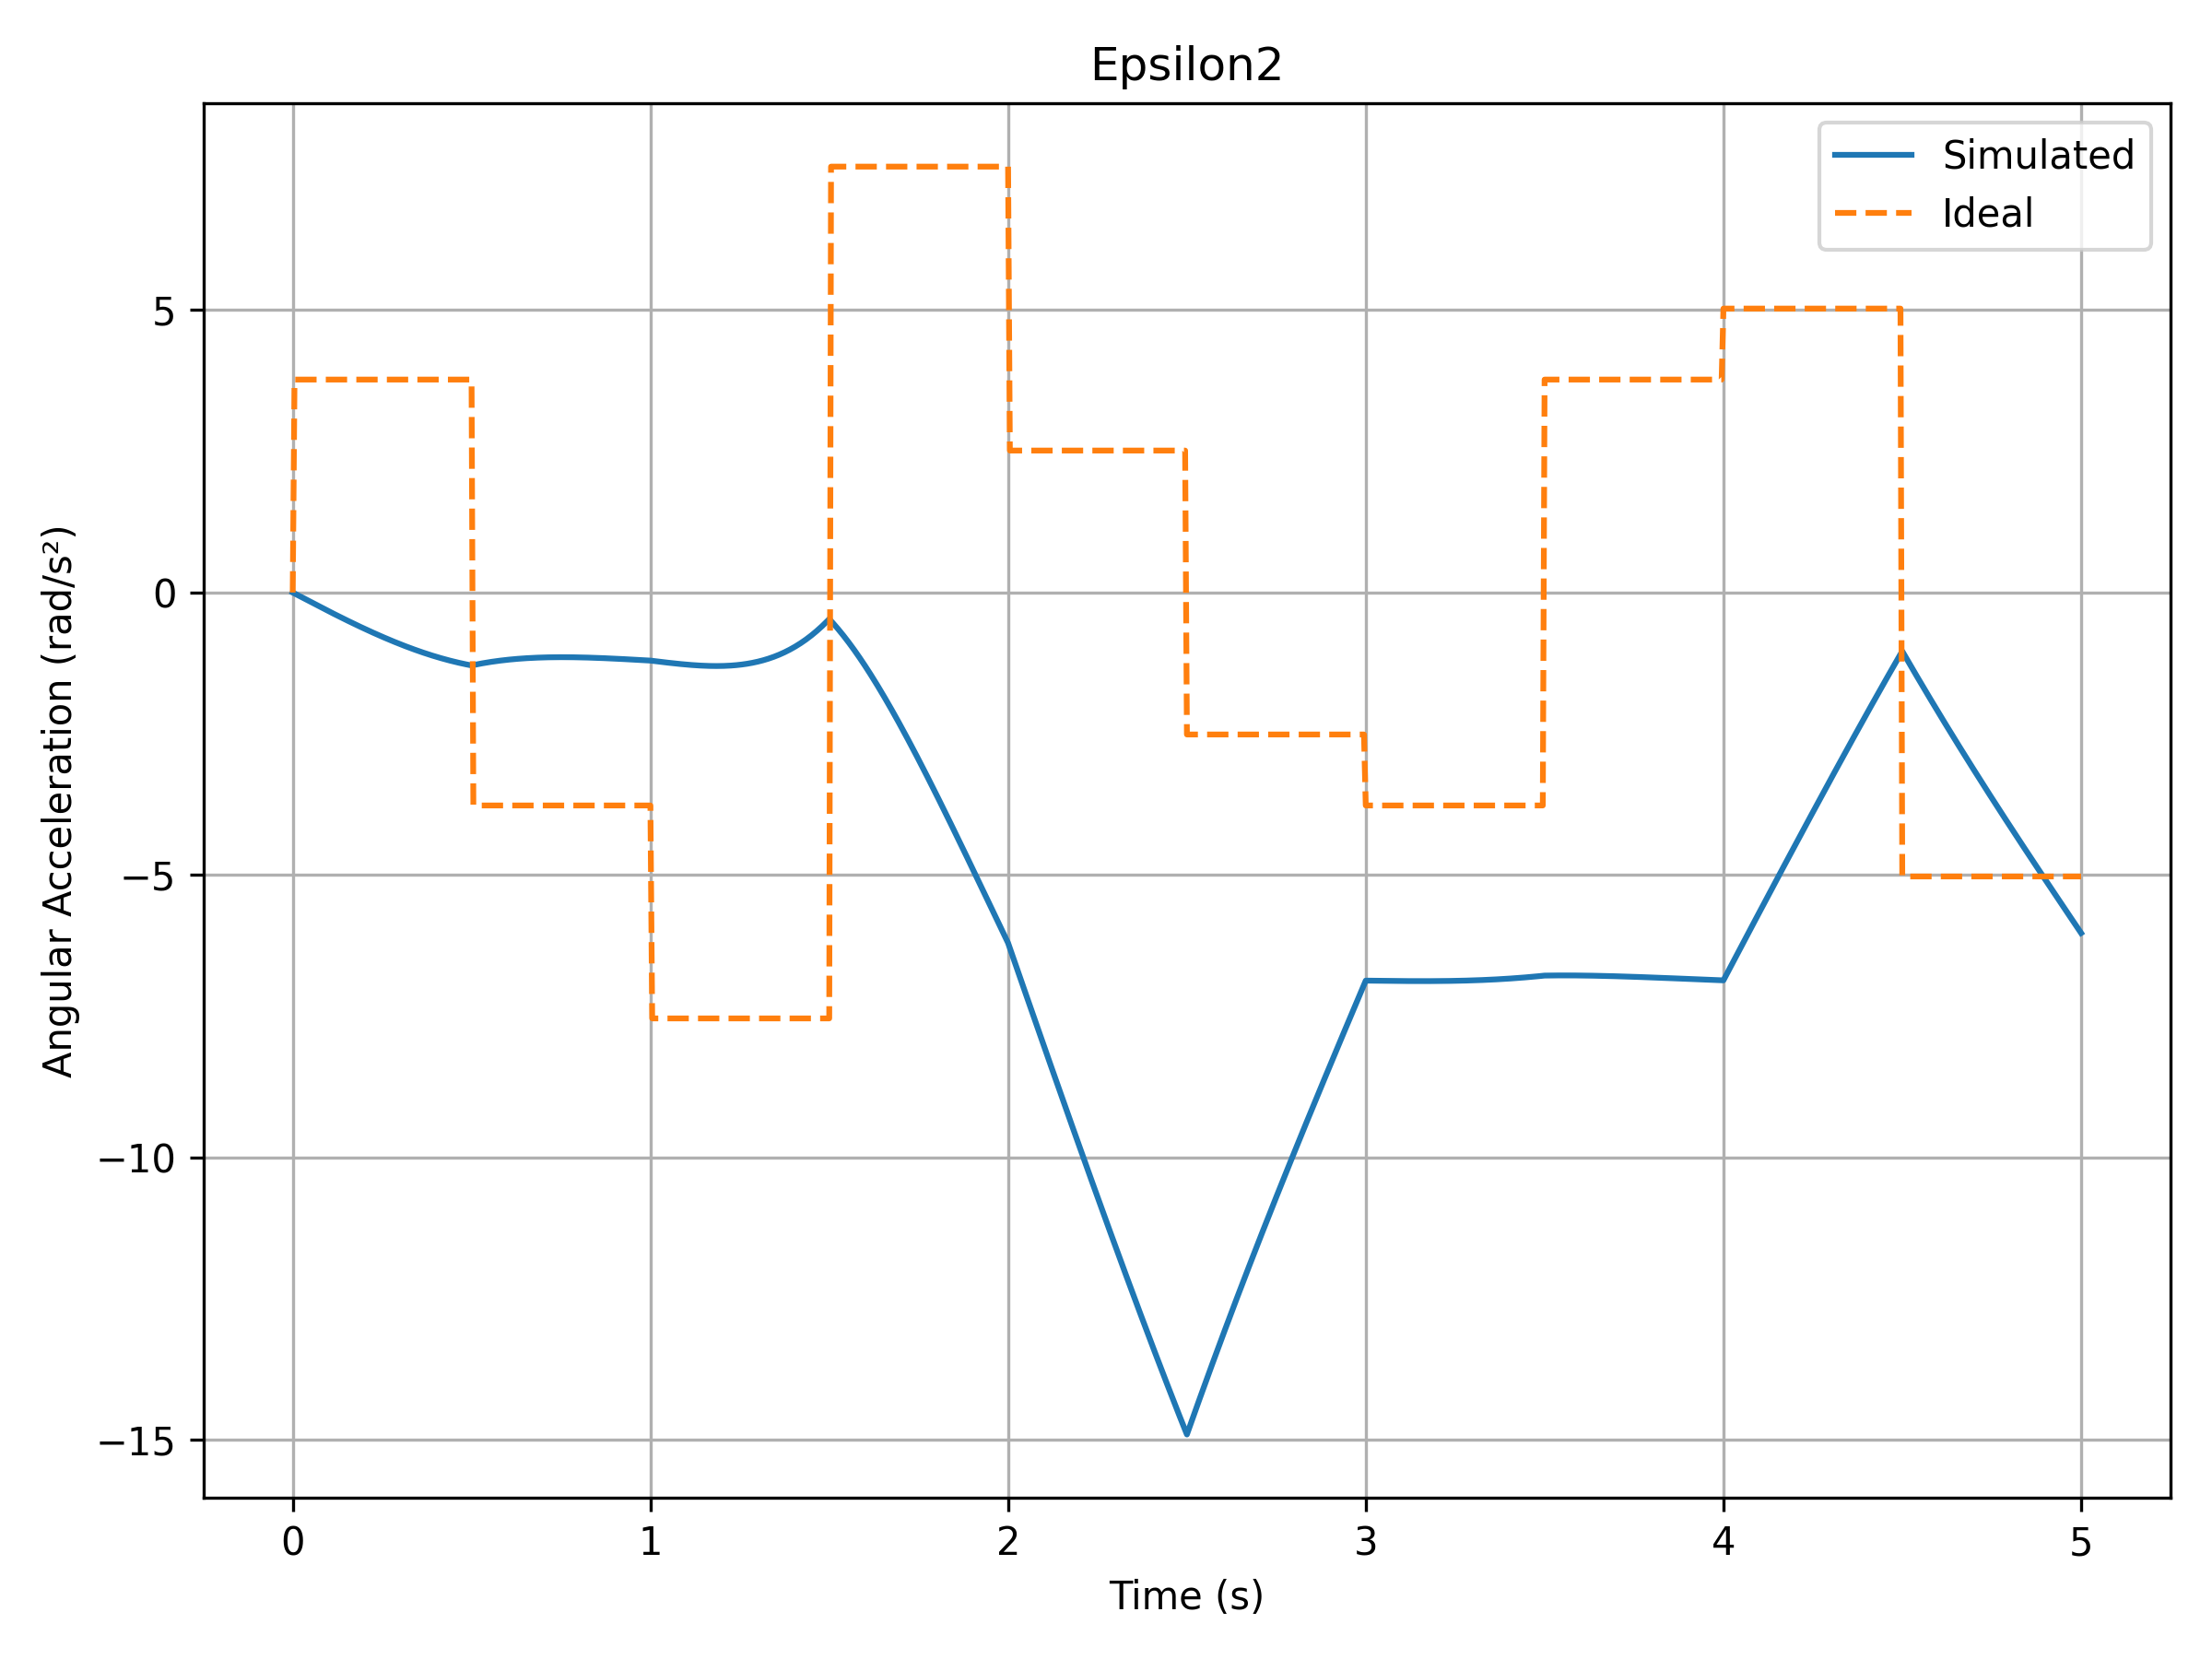 Epsilon2
Simulated
Ideal
Angular Acceleration (rad/s²)
5
0
−5
−10
−15
0 1 2 3 4 5
Time (s)